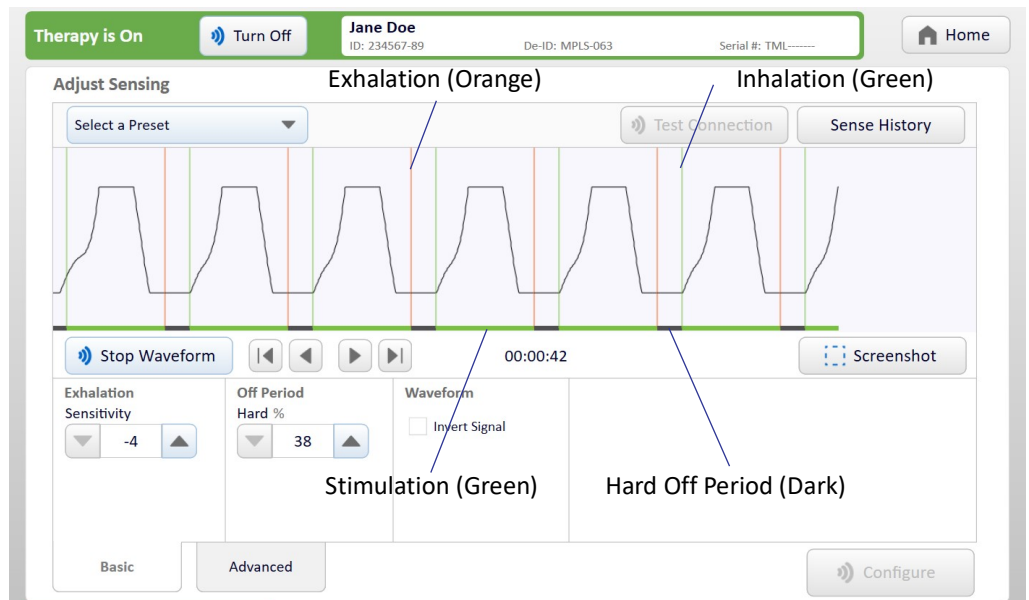 Therapy is On
Turn Off
Jane Doe
ID: 234567-89 De-ID: MPLS-063 Serial #: TML-------
Home
Adjust Sensing
Exhalation (Orange) Inhalation (Green)
Select a Preset
Test Connection
Sense History
Stop Waveform
00:00:42
Screenshot
Exhalation
Sensitivity
-4
Off Period
Hard %
38
Waveform
Invert Signal
Stimulation (Green) Hard Off Period (Dark)
Basic
Advanced
Configure